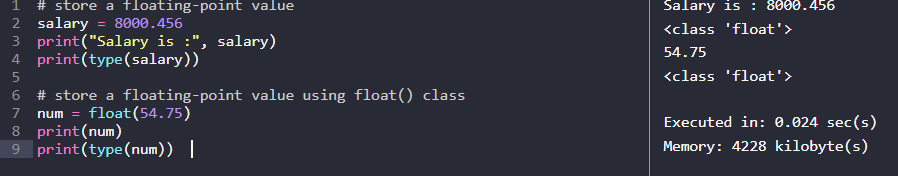 1 # store a floating-point value
2 salary = 8000.456
3 print("Salary is :", salary)
4 print(type(salary))
5
6 # store a floating-point value using float() class
7 num = float(54.75)
8 print(num)
9 print(type(num))
Salary is : 8000.456
<class 'float'>
54.75
<class 'float'>
Executed in: 0.024 sec(s)
Memory: 4228 kilobyte(s)